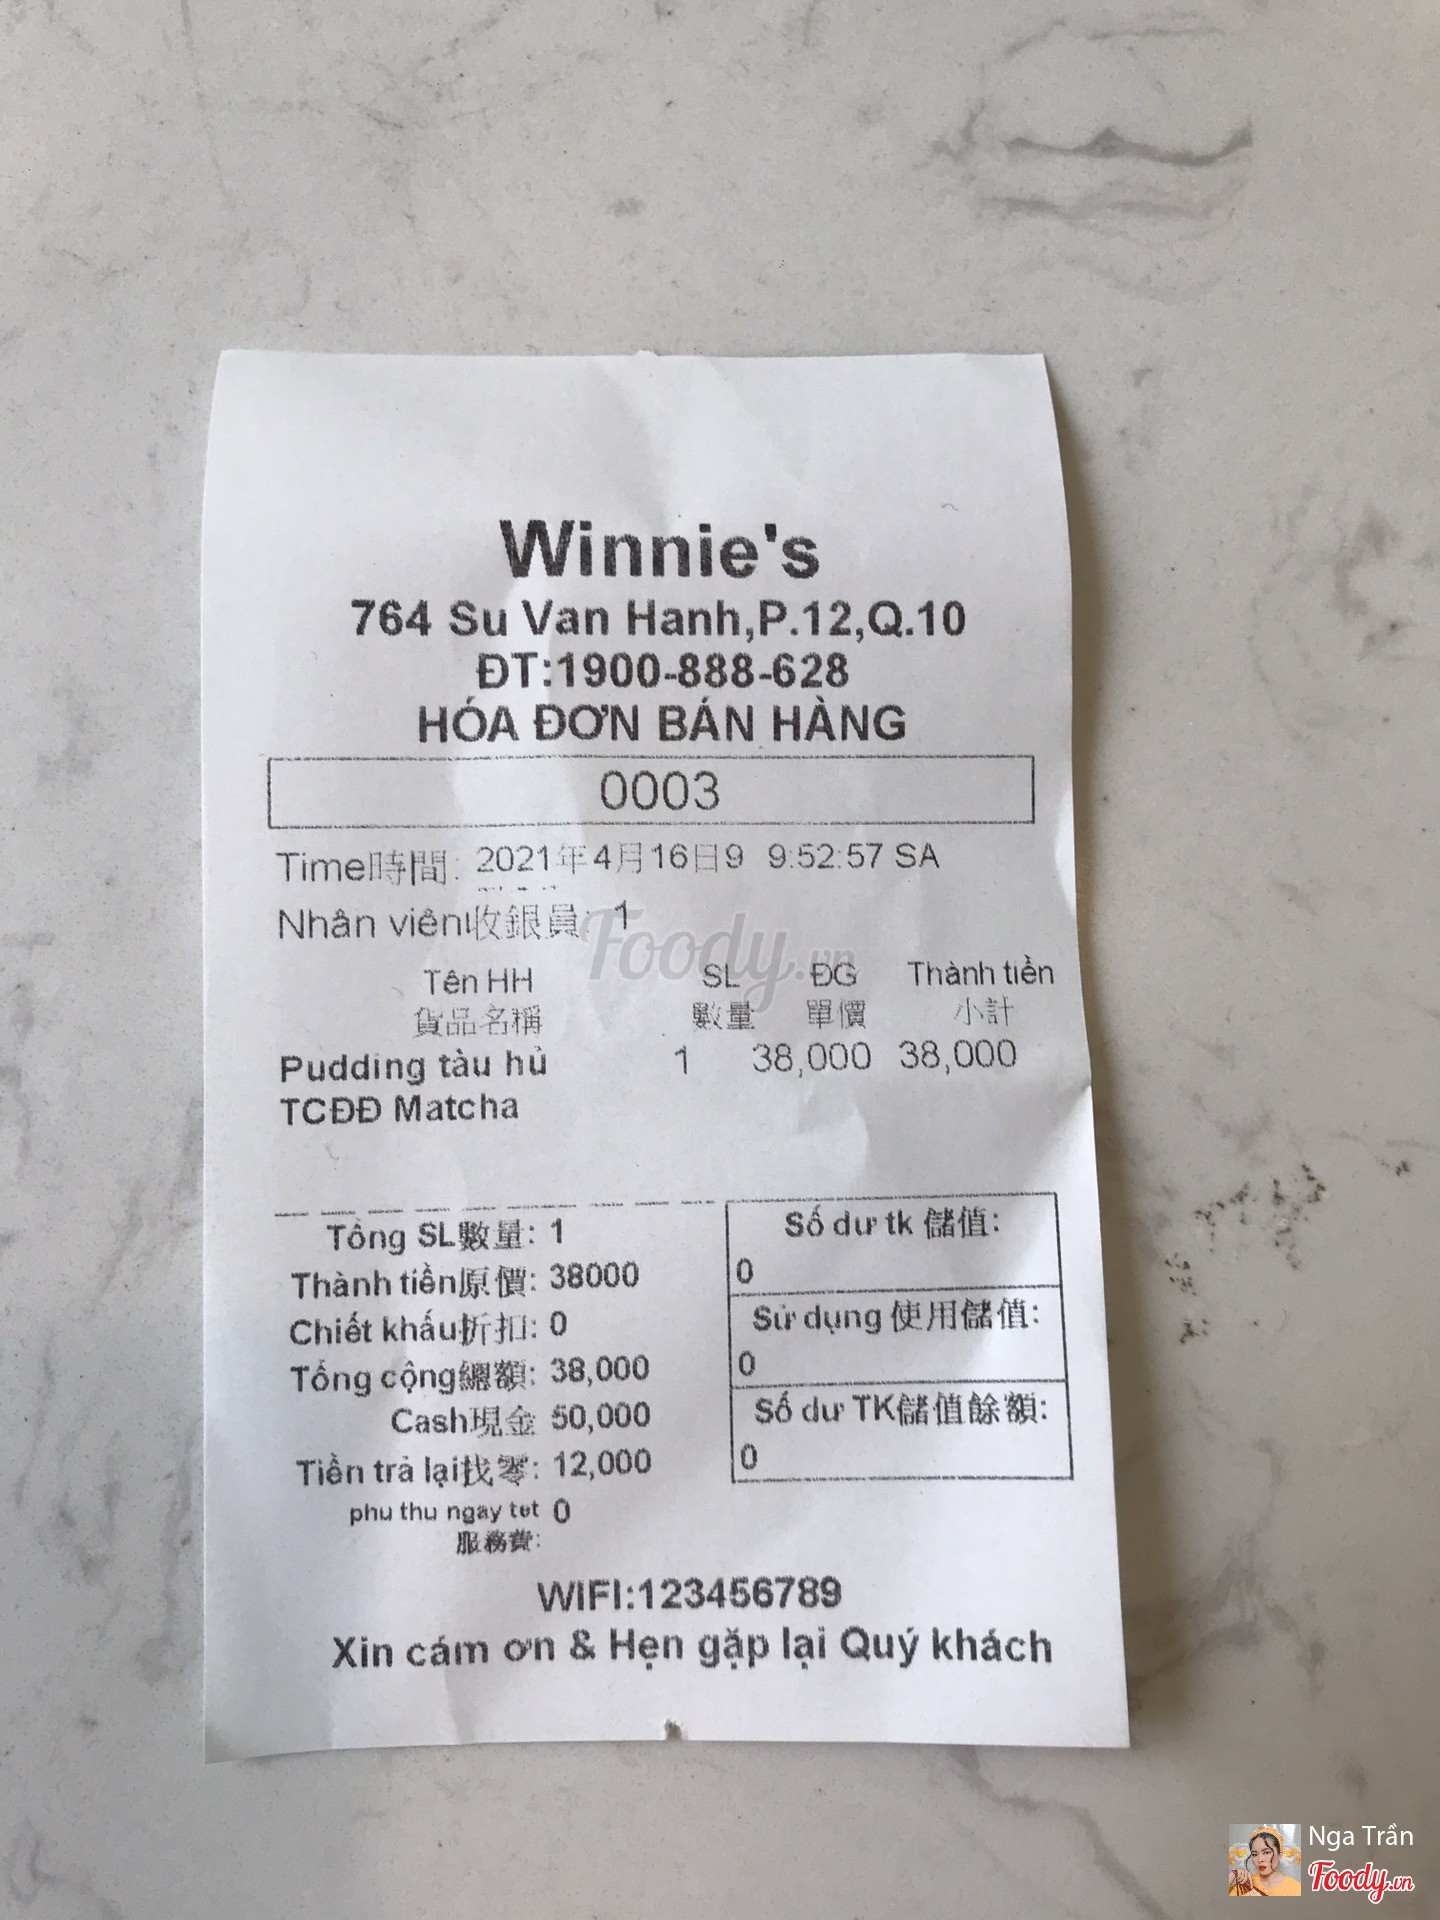 Winnie's
764 Su Van Hanh,P.12,Q.10
ĐT:1900-888-628
HÓA ĐƠN BÁN HÀNG
0003
Time時間: 2021年4月16日9 9:52:57 SA
Nhân viên收銀員: 1
Tên HH SL ĐG Thành tiền
貨品名稱 數量 單價 小計
Pudding tàu hủ 1 38,000 38,000
TCĐĐ Matcha
Tổng SL數量: 1
Thành tiền原價: 38000
Chiết khấu折扣: 0
Tổng cộng總額: 38,000
Cash現金 50,000
Tiền trả lại找零: 12,000
phu thu ngay tet 0
服務費:
Số dư tk 儲值:
0
Sử dụng 使用儲值:
0
Số dư TK儲值餘額:
0
WIFI:123456789
Xin cám ơn & Hẹn gặp lại Quý khách
Foody.vn
Nga Trần
Foody.vn